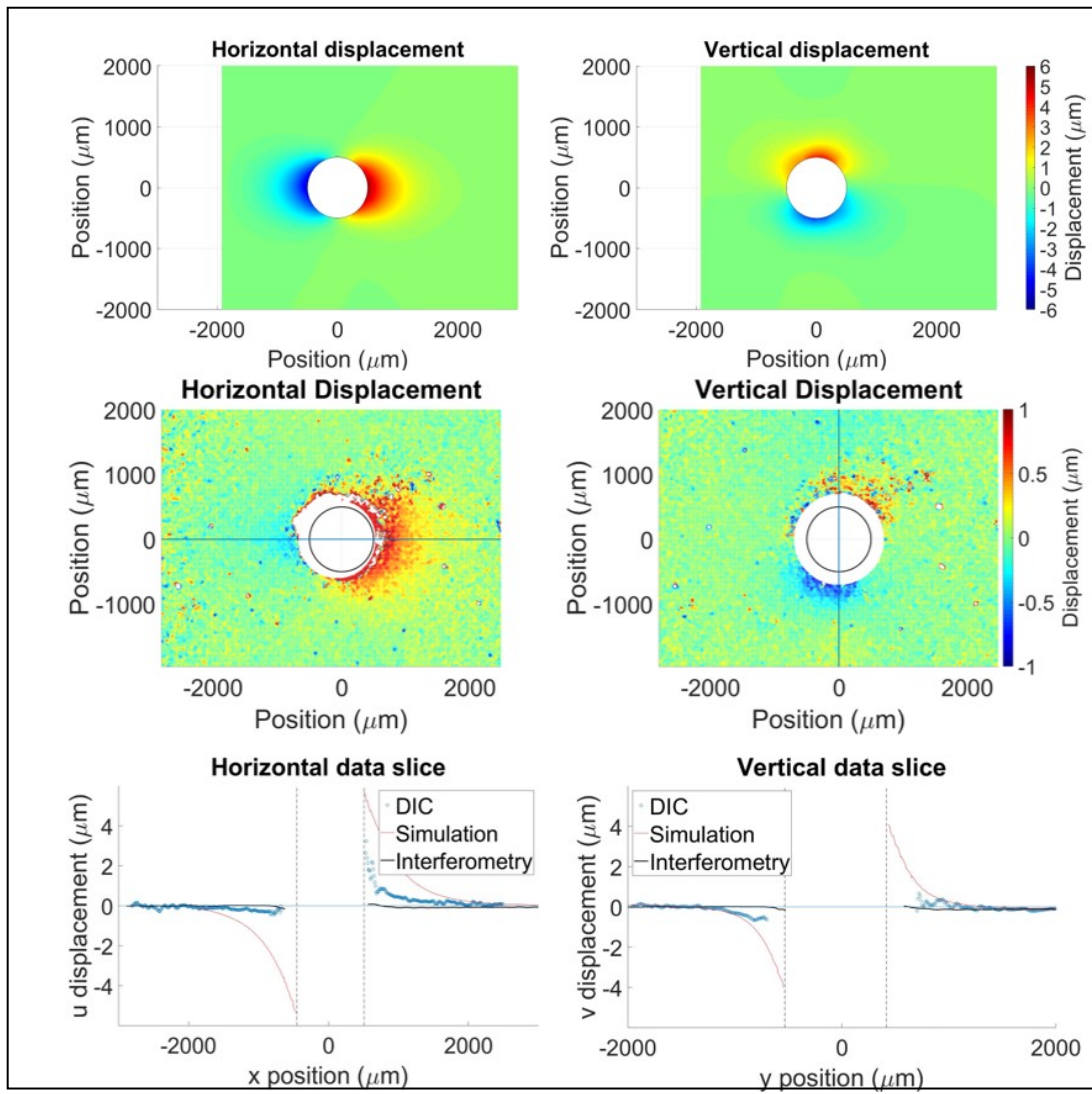 Horizontal displacement
Vertical displacement
2000
1000
0
-1000
-2000
Position (μm)
-2000 0 2000
Position (μm)
2000
1000
0
-1000
-2000
Position (μm)
-2000 0 2000
Position (μm)
6
5
4
3
2
1
0
-1
-2
-3
-4
-5
-6
Displacement (μm)
Horizontal Displacement
Vertical Displacement
2000
1000
0
-1000
Position (μm)
-2000 0 2000
Position (μm)
2000
1000
0
-1000
Position (μm)
-2000 0 2000
Position (μm)
1
0.5
0
-0.5
-1
Displacement (μm)
Horizontal data slice
Vertical data slice
4
2
0
-2
-4
u displacement (μm)
DIC
Simulation
Interferometry
-2000 0 2000
x position (μm)
4
2
0
-2
-4
v displacement (μm)
DIC
Simulation
Interferometry
-2000 -1000 0 1000 2000
y position (μm)